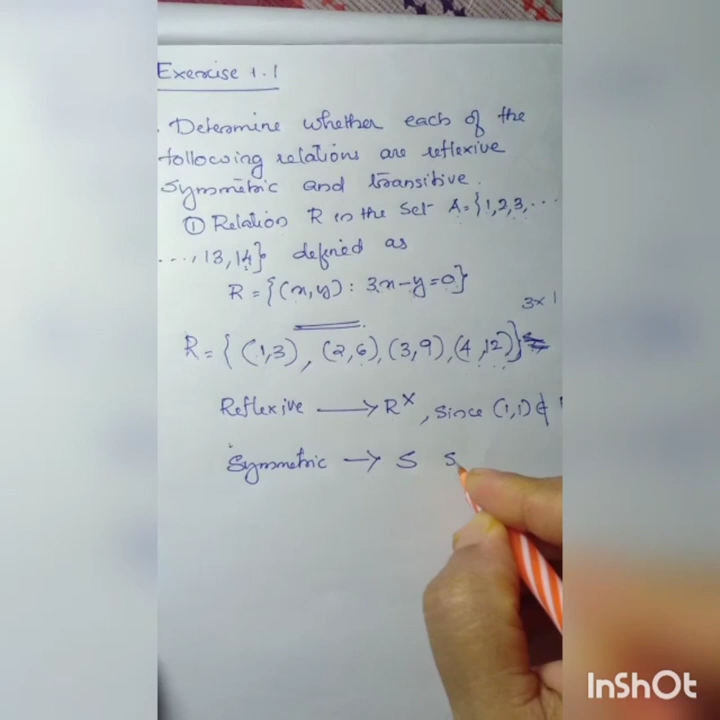 Exercise 1.1
Determine whether each of the
following relations are reflexive
symmetric and transitive.
① Relation R in the set A={1,2,3,...
...,13,14} defined as
R={(x,y): 3x-y=0}
3×1
R={(1,3), (2,6),(3,9),(4,12)}
Reflexive → R×, since (1,1)∉
Symmetric → S S
InShOt